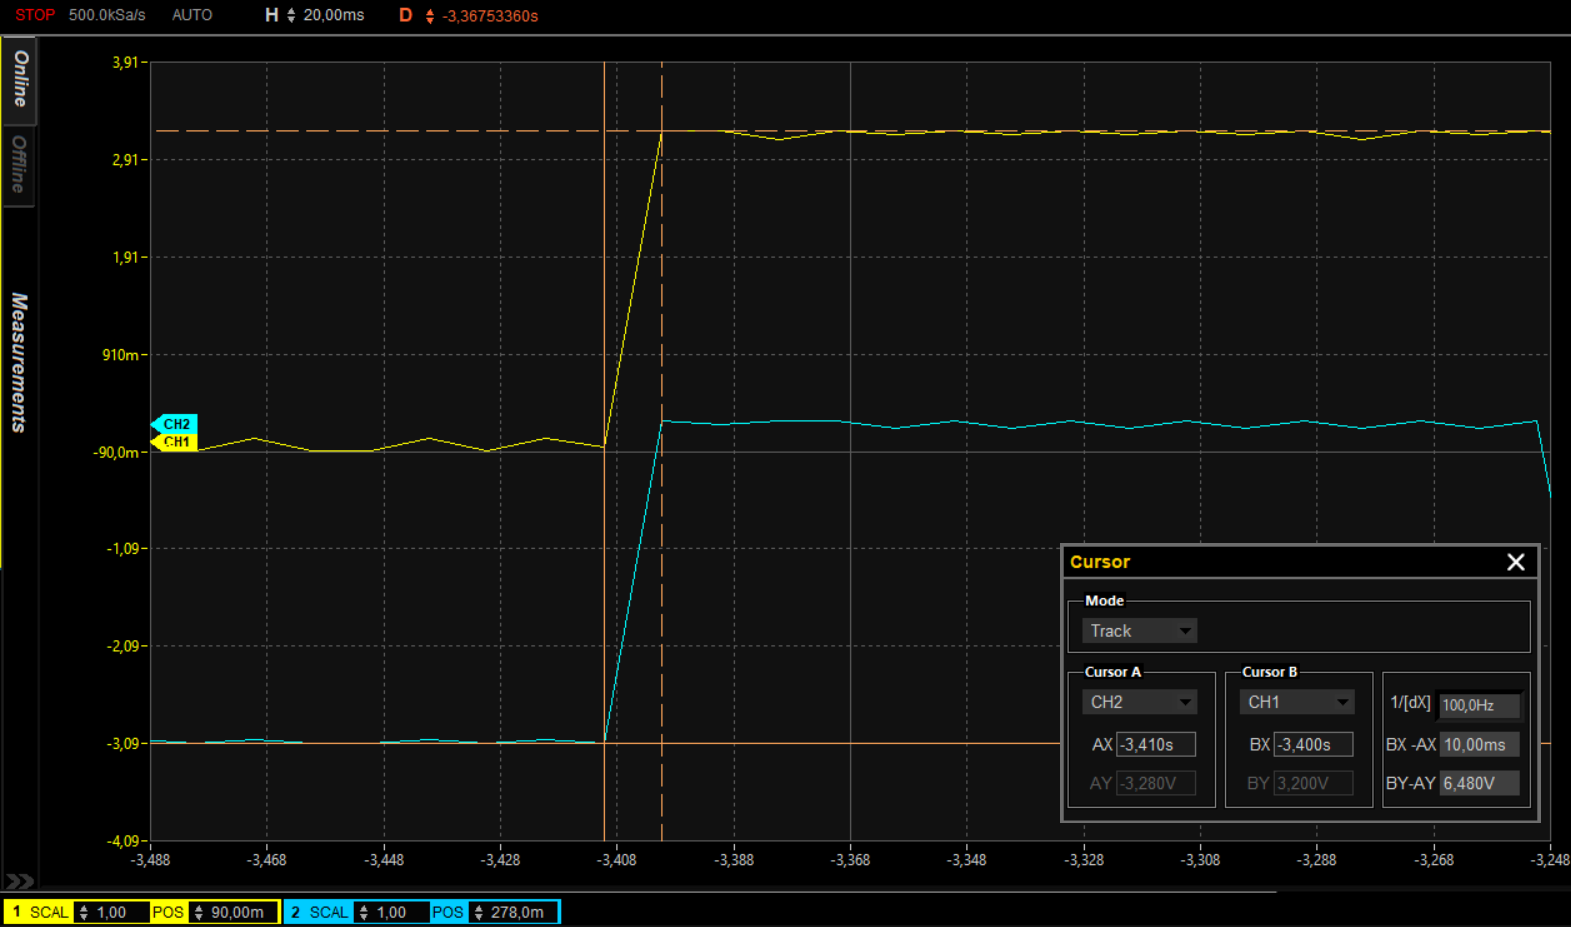 STOP 500.0kSa/s AUTO H 20,00ms D -3,36753360s
Online
Offline
Measurements
3,91
2,91
1,91
910m
-90,0m
-1,09
-2,09
-3,09
-4,09
CH2
CH1
-3,488 -3,468 -3,448 -3,428 -3,408 -3,388 -3,368 -3,348 -3,328 -3,308 -3,288 -3,268 -3,248
Cursor
Mode
Track
Cursor A
CH2
AX -3,410s
AY -3,280V
Cursor B
CH1
BX -3,400s
BY 3,200V
1/[dX] 100,0Hz
BX -AX 10,00ms
BY-AY 6,480V
1 SCAL 1,00 POS 90,00m 2 SCAL 1,00 POS 278,0m